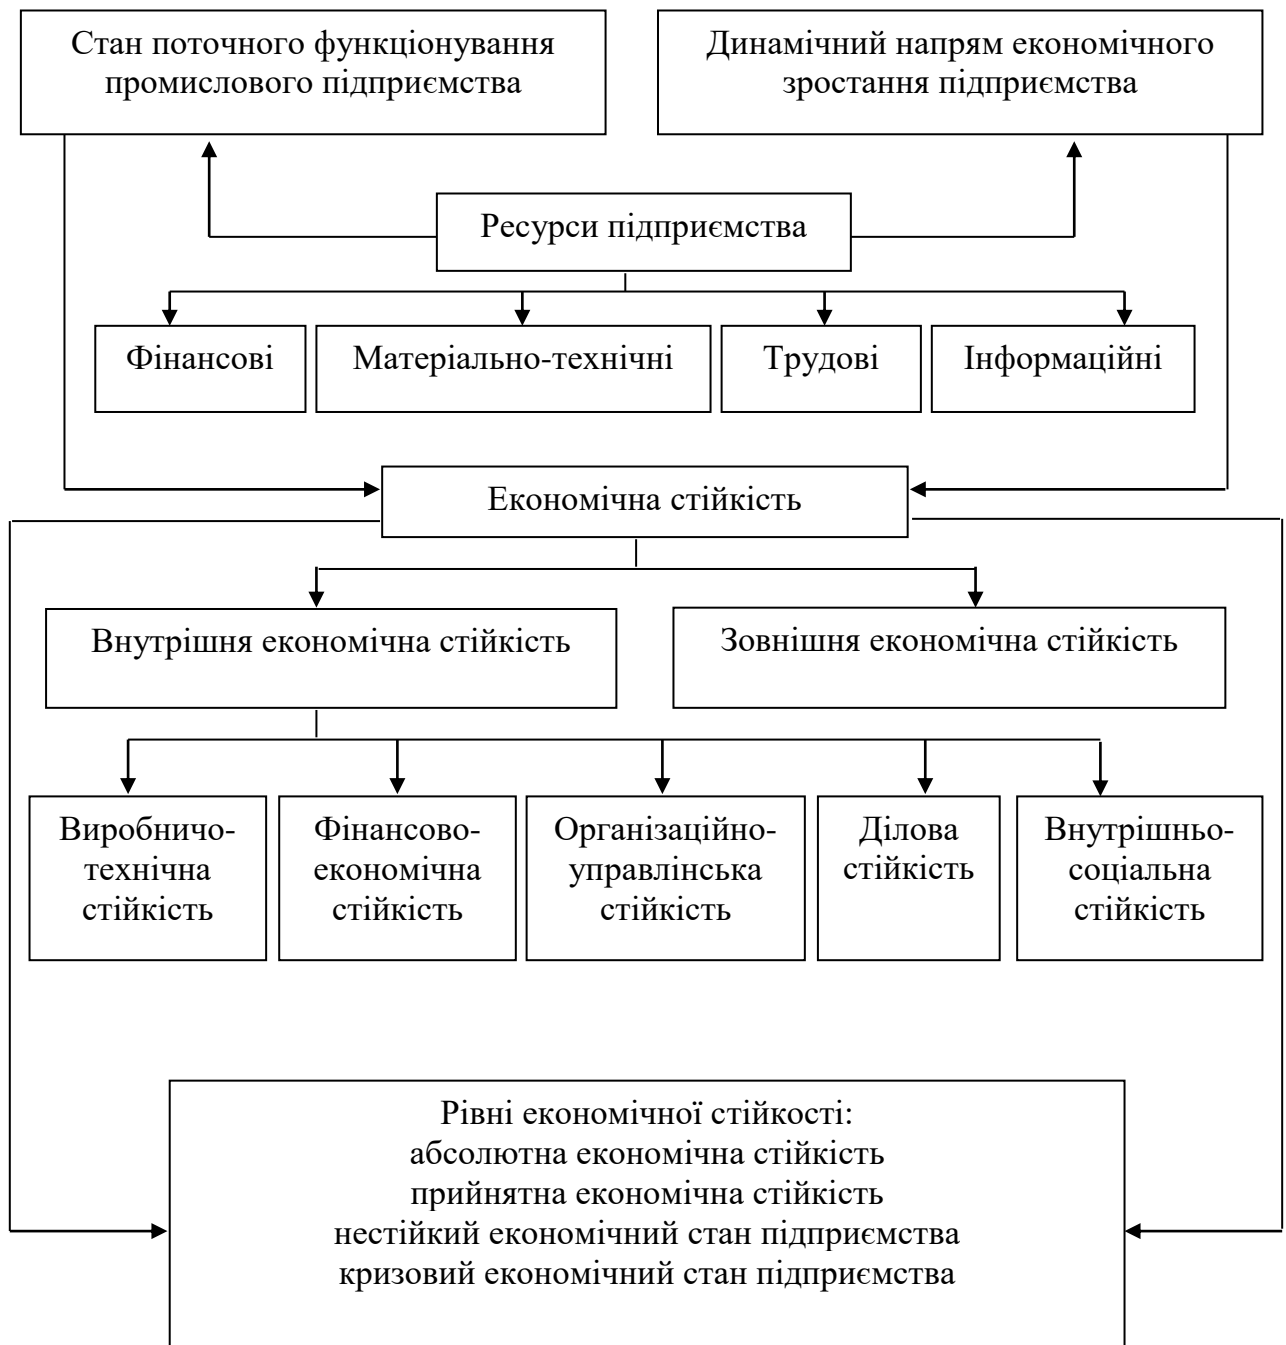 Стан поточного функціонування
промислового підприємства
Динамічний напрям економічного
зростання підприємства
Ресурси підприємства
Фінансові
Матеріально-технічні
Трудові
Інформаційні
Економічна стійкість
Внутрішня економічна стійкість
Зовнішня економічна стійкість
Виробничо-
технічна
стійкість
Фінансово-
економічна
стійкість
Організаційно-
управлінська
стійкість
Ділова
стійкість
Внутрішньо-
соціальна
стійкість
Рівні економічної стійкості:
абсолютна економічна стійкість
прийнятна економічна стійкість
нестійкий економічний стан підприємства
кризовий економічний стан підприємства